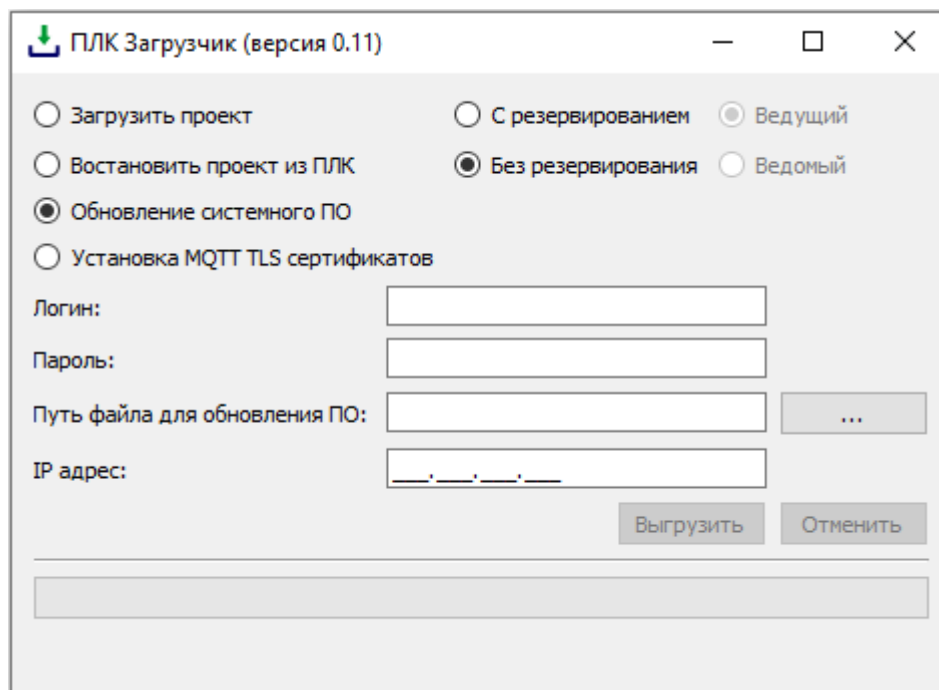 ПЛК Загрузчик (версия 0.11)
Загрузить проект С резервированием Ведущий
Востановить проект из ПЛК Без резервирования Ведомый
Обновление системного ПО
Установка MQTT TLS сертификатов
Логин:
Пароль:
Путь файла для обновления ПО: ...
IP адрес: ___.___.___.___
Выгрузить Отменить